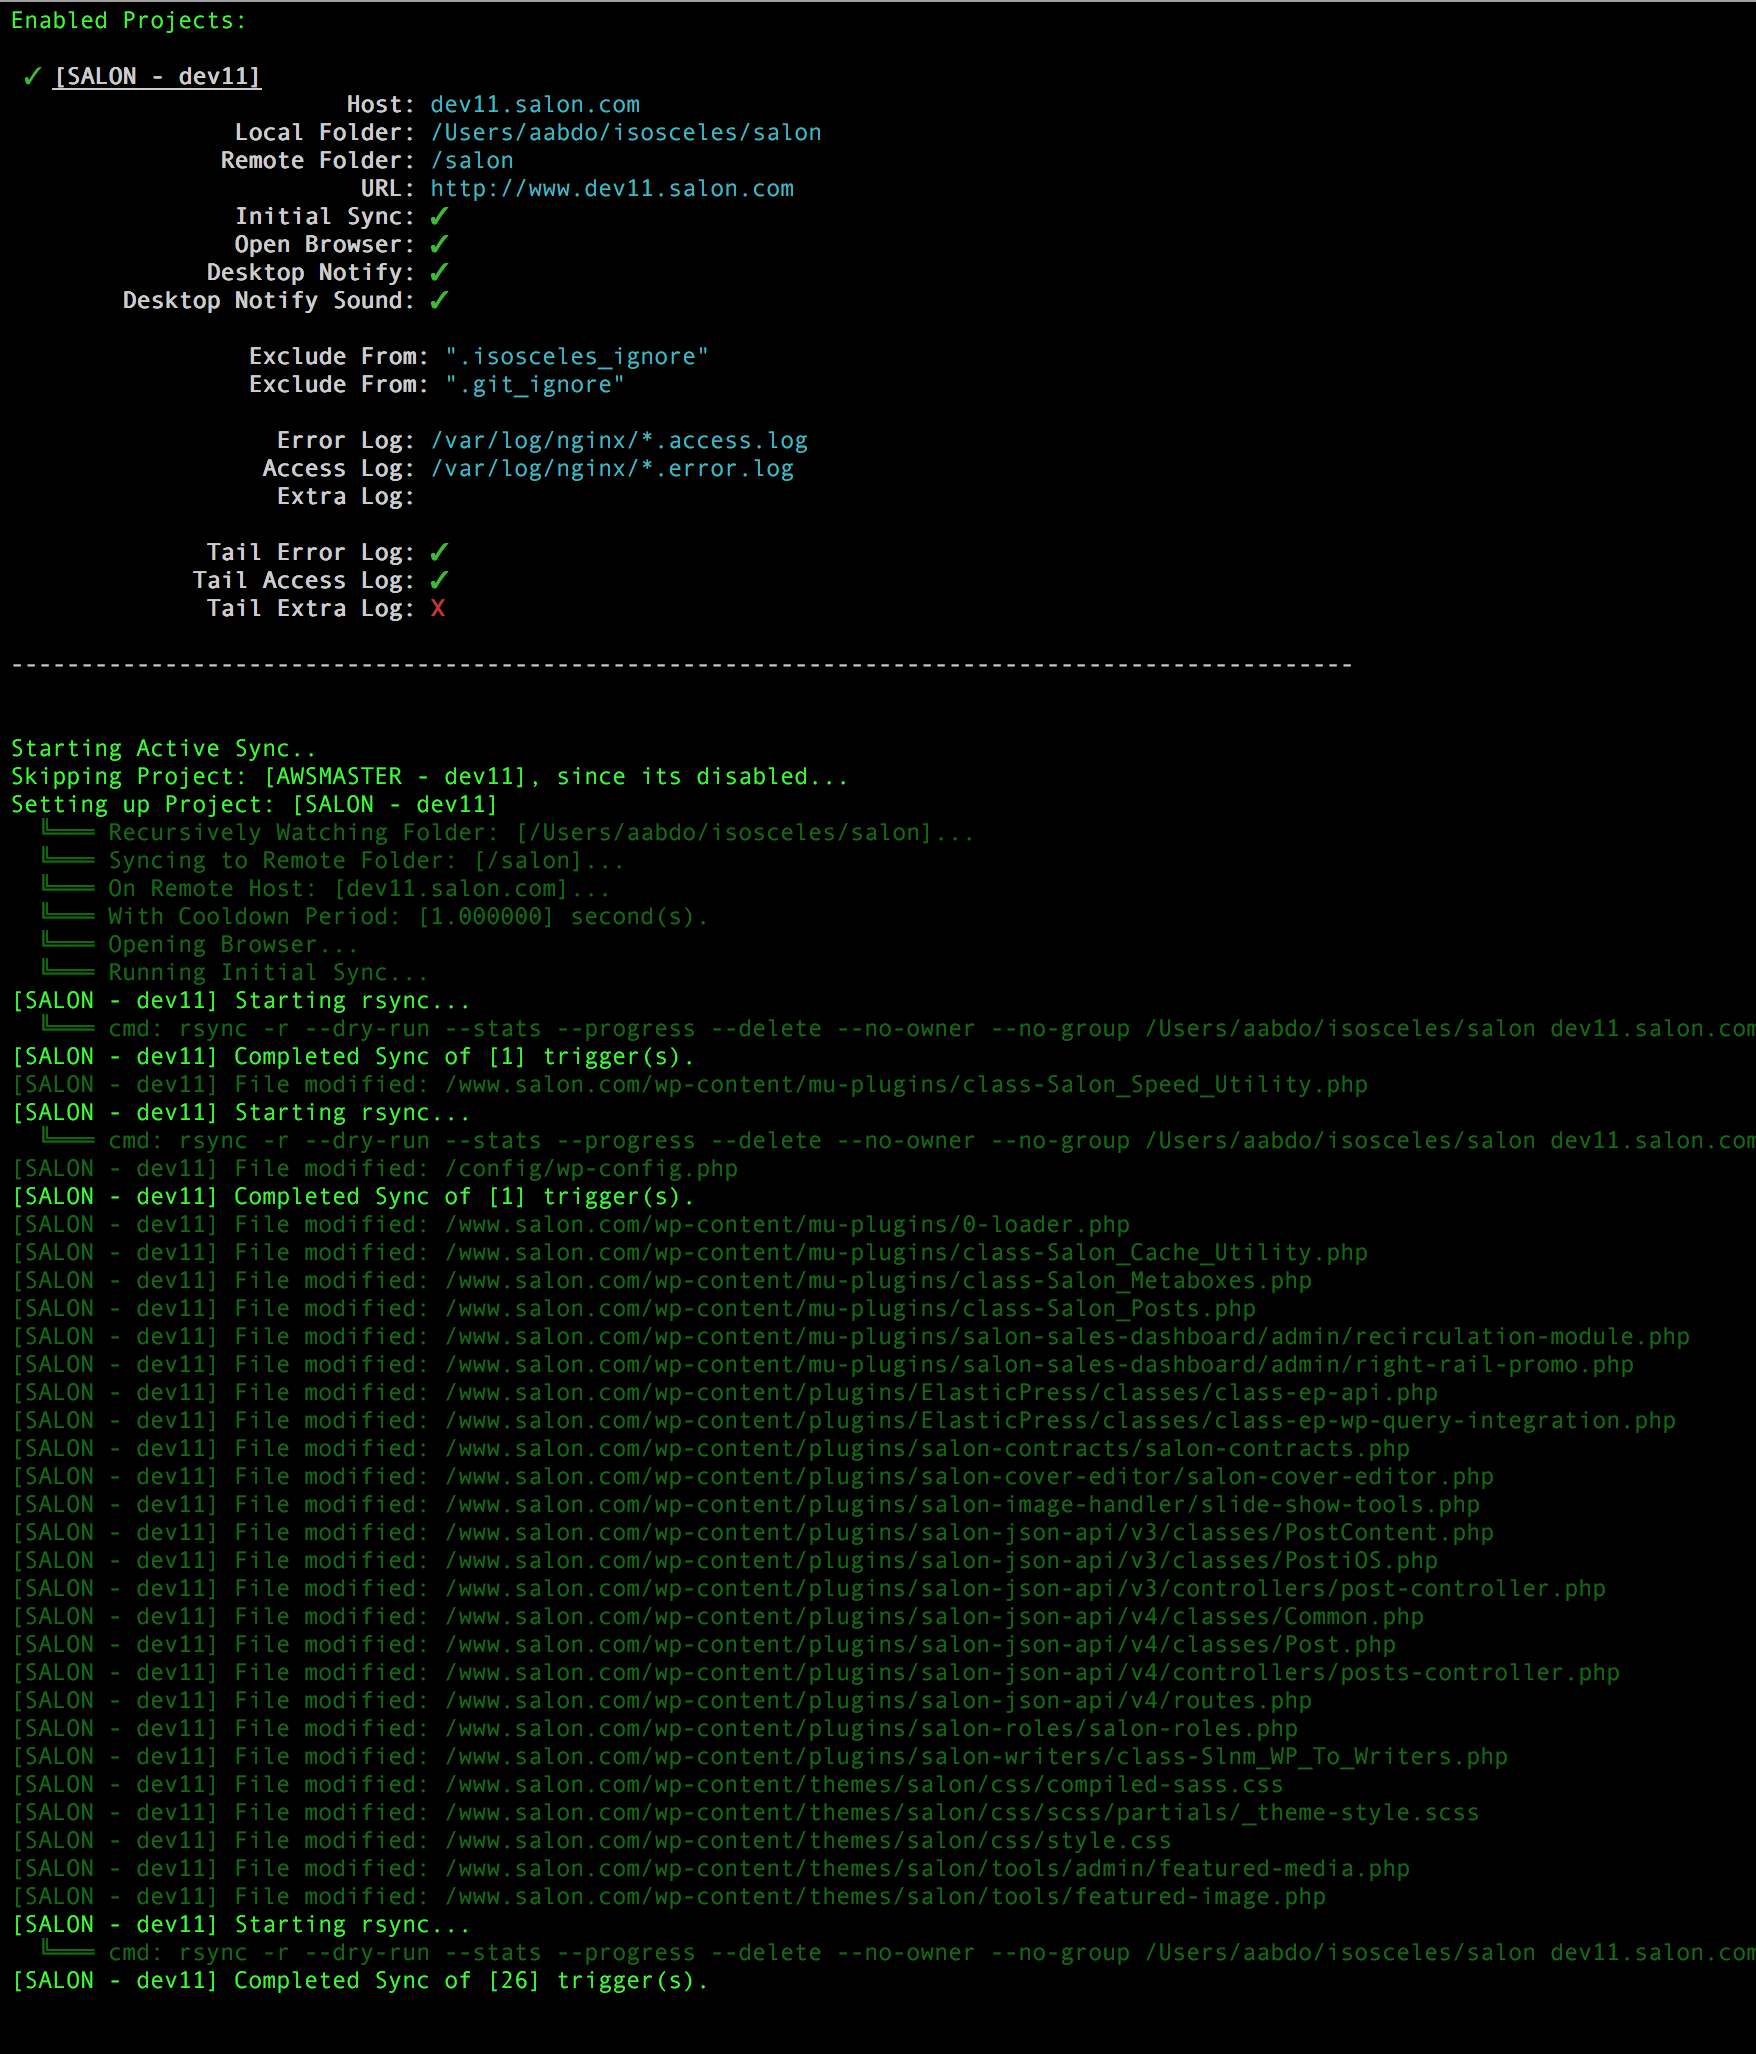 Enabled Projects:
✓ [SALON - dev11]
Host: dev11.salon.com
Local Folder: /Users/aabdo/isosceles/salon
Remote Folder: /salon
URL: http://www.dev11.salon.com
Initial Sync: ✓
Open Browser: ✓
Desktop Notify: ✓
Desktop Notify Sound: ✓
Exclude From: ".isosceles_ignore"
Exclude From: ".git_ignore"
Error Log: /var/log/nginx/*.access.log
Access Log: /var/log/nginx/*.error.log
Extra Log:
Tail Error Log: ✓
Tail Access Log: ✓
Tail Extra Log: X
------------------------------------------------------------------------------------------------
Starting Active Sync..
Skipping Project: [AWSMASTER - dev11], since its disabled...
Setting up Project: [SALON - dev11]
╚═══ Recursively Watching Folder: [/Users/aabdo/isosceles/salon]...
╚═══ Syncing to Remote Folder: [/salon]...
╚═══ On Remote Host: [dev11.salon.com]...
╚═══ With Cooldown Period: [1.000000] second(s).
╚═══ Opening Browser...
╚═══ Running Initial Sync...
[SALON - dev11] Starting rsync...
╚═══ cmd: rsync -r --dry-run --stats --progress --delete --no-owner --no-group /Users/aabdo/isosceles/salon dev11.salon.com
[SALON - dev11] Completed Sync of [1] trigger(s).
[SALON - dev11] File modified: /www.salon.com/wp-content/mu-plugins/class-Salon_Speed_Utility.php
[SALON - dev11] Starting rsync...
╚═══ cmd: rsync -r --dry-run --stats --progress --delete --no-owner --no-group /Users/aabdo/isosceles/salon dev11.salon.com
[SALON - dev11] File modified: /config/wp-config.php
[SALON - dev11] Completed Sync of [1] trigger(s).
[SALON - dev11] File modified: /www.salon.com/wp-content/mu-plugins/0-loader.php
[SALON - dev11] File modified: /www.salon.com/wp-content/mu-plugins/class-Salon_Cache_Utility.php
[SALON - dev11] File modified: /www.salon.com/wp-content/mu-plugins/class-Salon_Metaboxes.php
[SALON - dev11] File modified: /www.salon.com/wp-content/mu-plugins/class-Salon_Posts.php
[SALON - dev11] File modified: /www.salon.com/wp-content/mu-plugins/salon-sales-dashboard/admin/recirculation-module.php
[SALON - dev11] File modified: /www.salon.com/wp-content/mu-plugins/salon-sales-dashboard/admin/right-rail-promo.php
[SALON - dev11] File modified: /www.salon.com/wp-content/plugins/ElasticPress/classes/class-ep-api.php
[SALON - dev11] File modified: /www.salon.com/wp-content/plugins/ElasticPress/classes/class-ep-wp-query-integration.php
[SALON - dev11] File modified: /www.salon.com/wp-content/plugins/salon-contracts/salon-contracts.php
[SALON - dev11] File modified: /www.salon.com/wp-content/plugins/salon-cover-editor/salon-cover-editor.php
[SALON - dev11] File modified: /www.salon.com/wp-content/plugins/salon-image-handler/slide-show-tools.php
[SALON - dev11] File modified: /www.salon.com/wp-content/plugins/salon-json-api/v3/classes/PostContent.php
[SALON - dev11] File modified: /www.salon.com/wp-content/plugins/salon-json-api/v3/classes/PostiOS.php
[SALON - dev11] File modified: /www.salon.com/wp-content/plugins/salon-json-api/v3/controllers/post-controller.php
[SALON - dev11] File modified: /www.salon.com/wp-content/plugins/salon-json-api/v4/classes/Common.php
[SALON - dev11] File modified: /www.salon.com/wp-content/plugins/salon-json-api/v4/classes/Post.php
[SALON - dev11] File modified: /www.salon.com/wp-content/plugins/salon-json-api/v4/controllers/posts-controller.php
[SALON - dev11] File modified: /www.salon.com/wp-content/plugins/salon-json-api/v4/routes.php
[SALON - dev11] File modified: /www.salon.com/wp-content/plugins/salon-roles/salon-roles.php
[SALON - dev11] File modified: /www.salon.com/wp-content/plugins/salon-writers/class-Slnm_WP_To_Writers.php
[SALON - dev11] File modified: /www.salon.com/wp-content/themes/salon/css/compiled-sass.css
[SALON - dev11] File modified: /www.salon.com/wp-content/themes/salon/css/scss/partials/_theme-style.scss
[SALON - dev11] File modified: /www.salon.com/wp-content/themes/salon/css/style.css
[SALON - dev11] File modified: /www.salon.com/wp-content/themes/salon/tools/admin/featured-media.php
[SALON - dev11] File modified: /www.salon.com/wp-content/themes/salon/tools/featured-image.php
[SALON - dev11] Starting rsync...
╚═══ cmd: rsync -r --dry-run --stats --progress --delete --no-owner --no-group /Users/aabdo/isosceles/salon dev11.salon.com
[SALON - dev11] Completed Sync of [26] trigger(s).